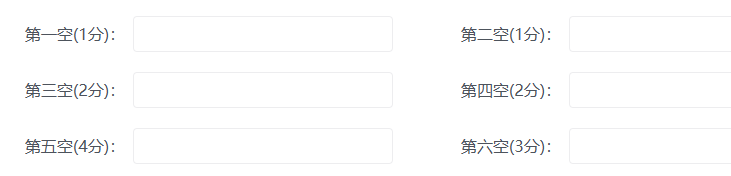 第一空(1分)： 第二空(1分)：
第三空(2分)： 第四空(2分)：
第五空(4分)： 第六空(3分)：